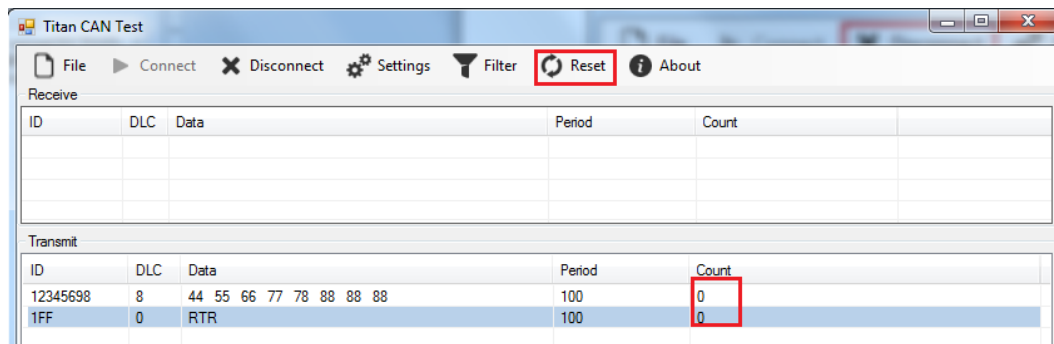 Titan CAN Test
File Connect Disconnect Settings Filter Reset About
Receive
ID DLC Data Period Count
Transmit
ID DLC Data Period Count
12345698 8 44 55 66 77 78 88 88 88 100 0
1FF 0 RTR 100 0